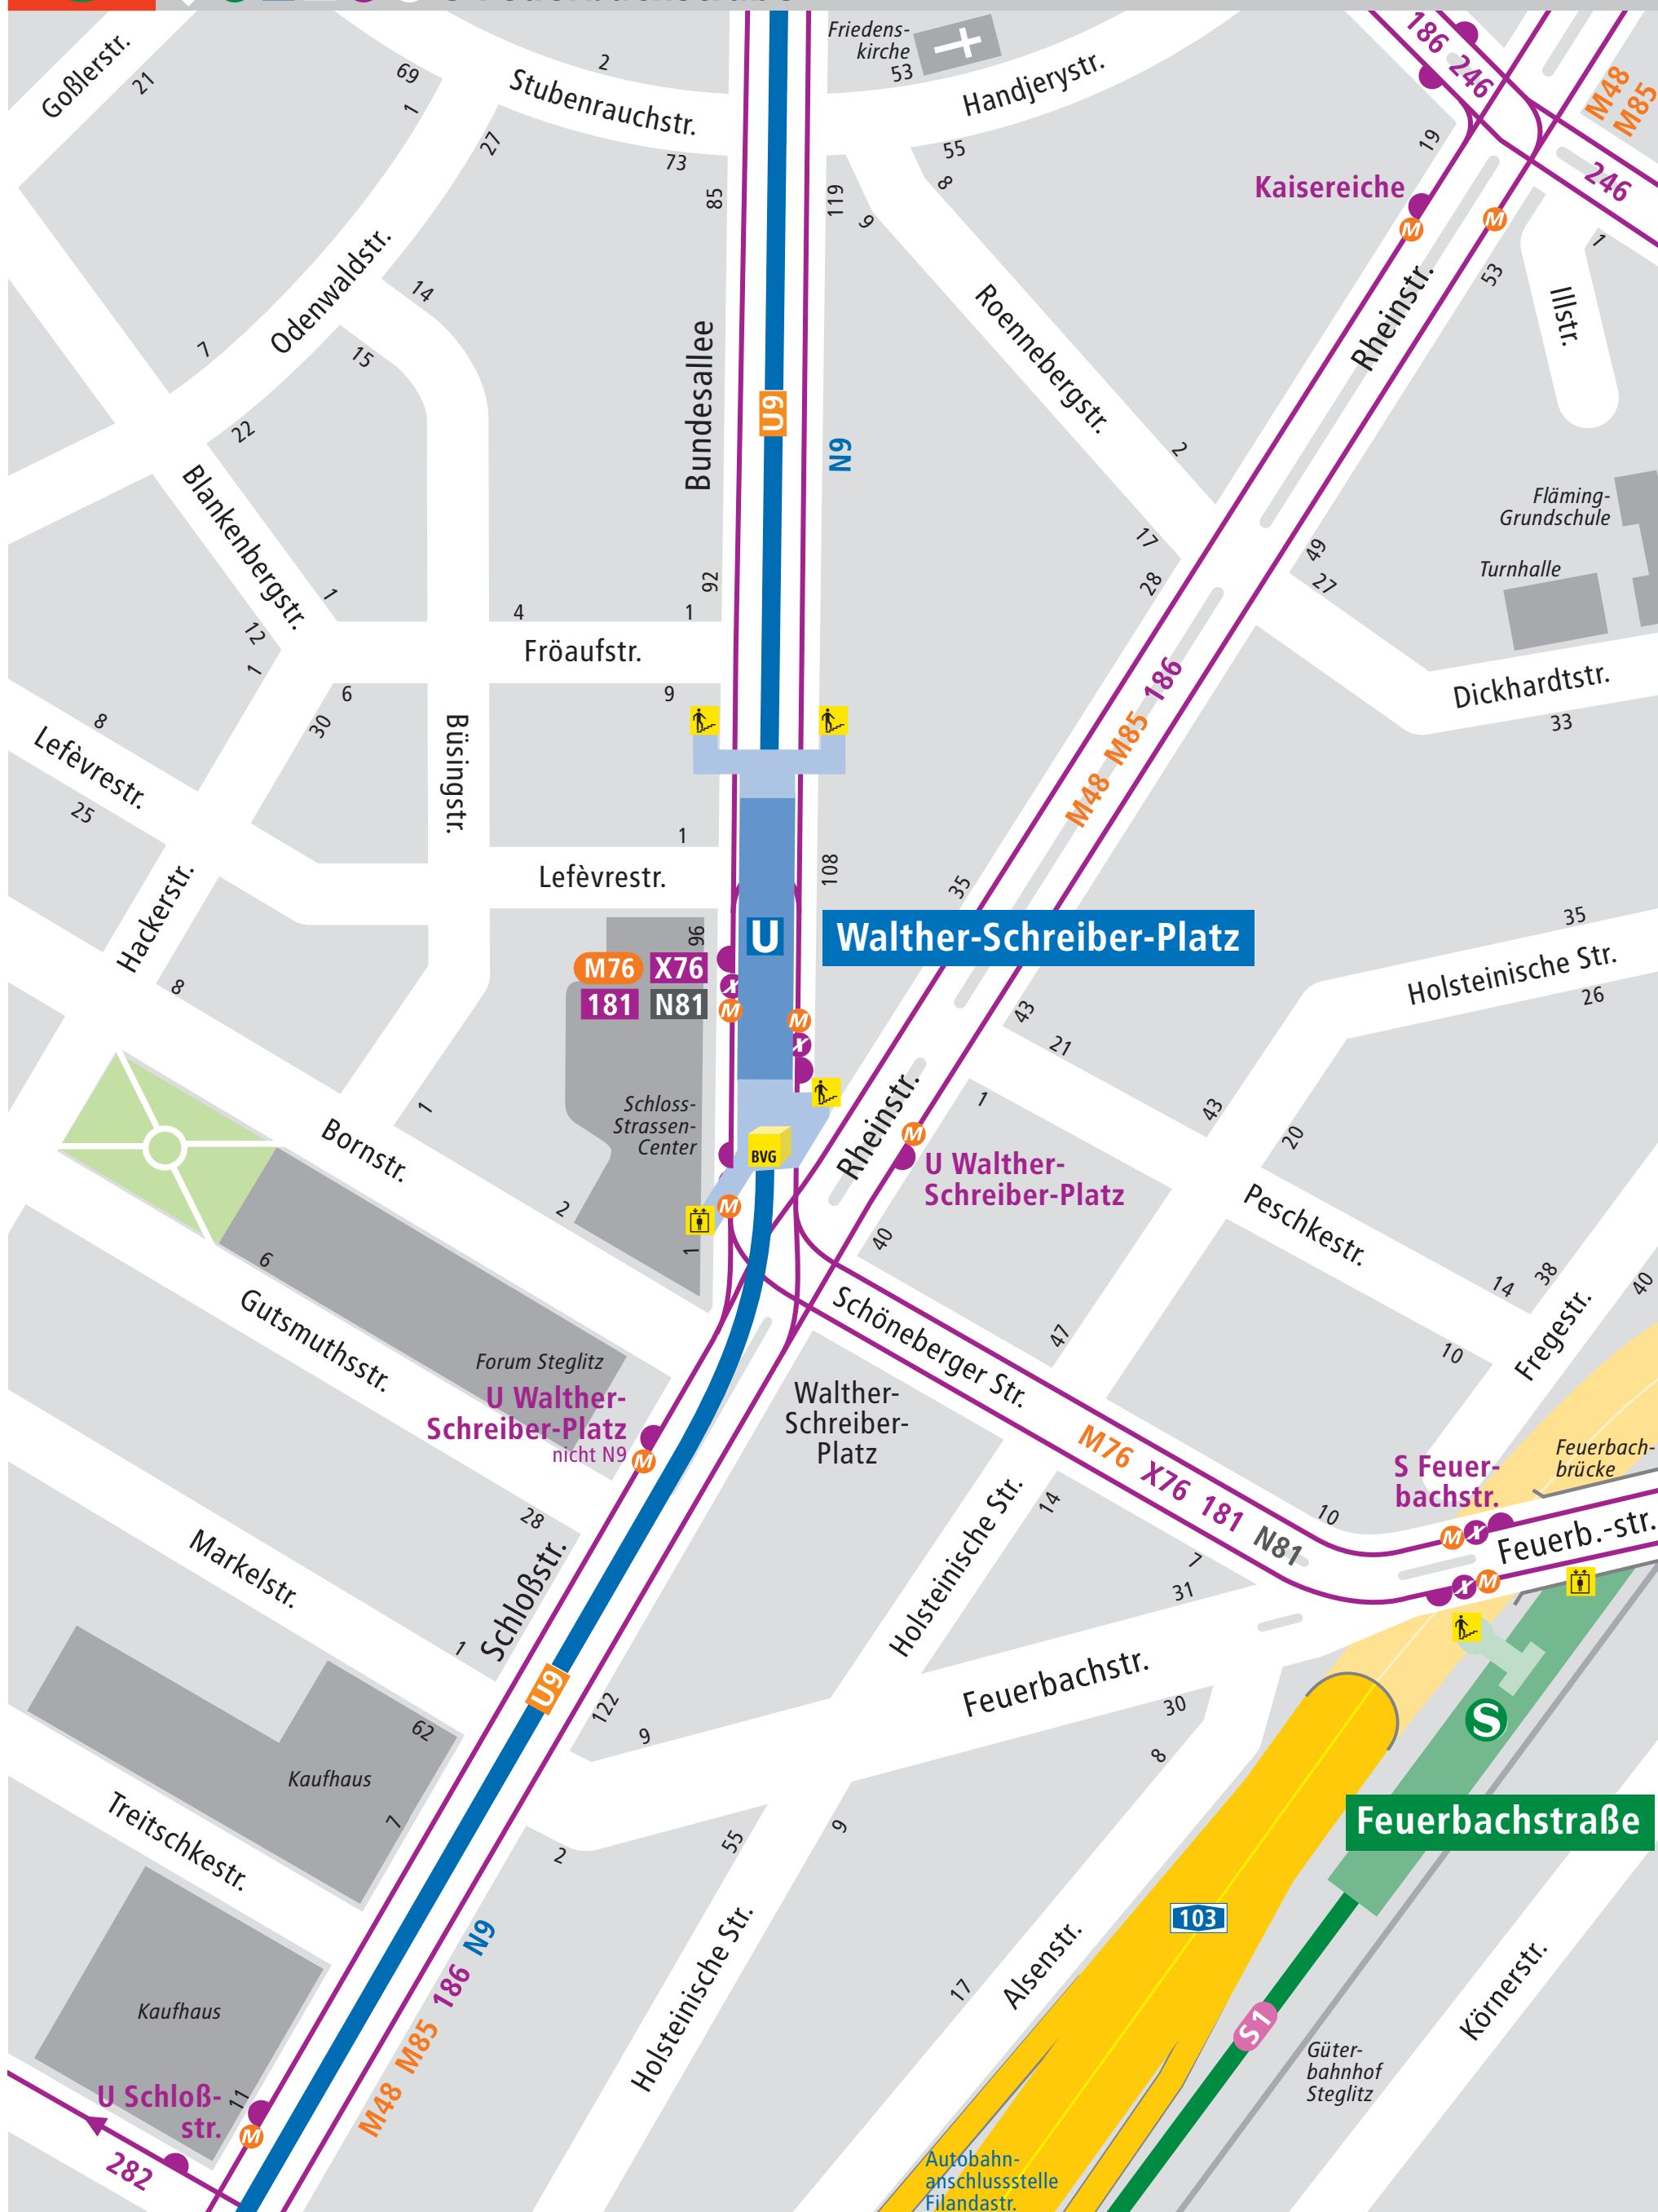 Goßlerstr.
21
69
1
2
Stubenrauchstr.
73
27
Friedens-
kirche
53
Handjerystr.
55
8
9
85
119
186 246
M48
M85
246
19
Kaisereiche
M
M
1
53
Illstr.
Rheinstr.
Odenwaldstr.
14
15
7
22
Bundesallee
U9
N9
Roennebergstr.
2
17
28
49
27
Fläming-
Grundschule
Turnhalle
Dickhardtstr.
33
Blankenbergstr.
1
12
1
92
4
1
Fröaufstr.
6
9
30
8
Lefèvrestr.
25
Büsingstr.
M48 M85 186
1
Lefèvrestr.
108
35
Hackerstr.
8
96
U
Walther-Schreiber-Platz
M76 X76
181 N81
X
M
M
X
35
Holsteinische Str.
26
43
21
1
43
20
Schloss-
Strassen-
Center
BVG
Rheinstr.
M
U Walther-
Schreiber-Platz
Peschkestr.
1
Bornstr.
2
M
1
40
6
Gutsmuthsstr.
Forum Steglitz
U Walther-
Schreiber-Platz
nicht N9
M
Schöneberger Str.
47
14
38
40
10
Fregestr.
Walther-
Schreiber-
Platz
M76 X76 181 N81
S Feuer-
bachstr.
Feuerbach-
brücke
M
X
10
Feuerb.-str.
X
M
28
Markelstr.
1
Schloßstr.
Holsteinische Str.
14
7
31
Feuerbachstr.
30
8
U9
122
9
62
Kaufhaus
7
Treitschkestr.
2
55
9
S
Feuerbachstraße
103
Kaufhaus
M48 M85 186 N9
Holsteinische Str.
17
Alsenstr.
S1
Körnerstr.
Güter-
bahnhof
Steglitz
U Schloß-
str.
11
M
282
Autobahn-
anschlussstelle
Filandastr.